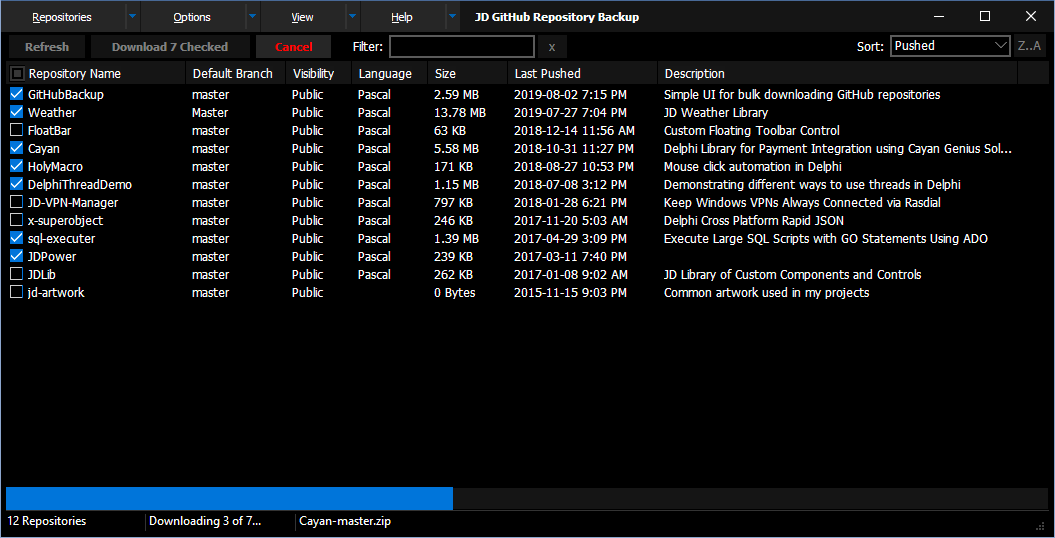 Repositories Options View Help JD GitHub Repository Backup
Refresh Download 7 Checked Cancel Filter: x Sort: Pushed Z..A
Repository Name Default Branch Visibility Language Size Last Pushed Description
GitHubBackup master Public Pascal 2.59 MB 2019-08-02 7:15 PM Simple UI for bulk downloading GitHub repositories
Weather Master Public Pascal 13.78 MB 2019-07-27 7:04 PM JD Weather Library
FloatBar master Public Pascal 63 KB 2018-12-14 11:56 AM Custom Floating Toolbar Control
Cayan master Public Pascal 5.58 MB 2018-10-31 11:27 PM Delphi Library for Payment Integration using Cayan Genius Sol...
HolyMacro master Public Pascal 171 KB 2018-08-27 10:53 PM Mouse click automation in Delphi
DelphiThreadDemo master Public Pascal 1.15 MB 2018-07-08 3:12 PM Demonstrating different ways to use threads in Delphi
JD-VPN-Manager master Public Pascal 797 KB 2018-01-28 6:21 PM Keep Windows VPNs Always Connected via Rasdial
x-superobject master Public Pascal 246 KB 2017-11-20 5:03 AM Delphi Cross Platform Rapid JSON
sql-executer master Public Pascal 1.39 MB 2017-04-29 3:09 PM Execute Large SQL Scripts with GO Statements Using ADO
JDPower master Public Pascal 239 KB 2017-03-11 7:40 PM
JDLib master Public Pascal 262 KB 2017-01-08 9:02 AM JD Library of Custom Components and Controls
jd-artwork master Public 0 Bytes 2015-11-15 9:03 PM Common artwork used in my projects
12 Repositories Downloading 3 of 7... Cayan-master.zip